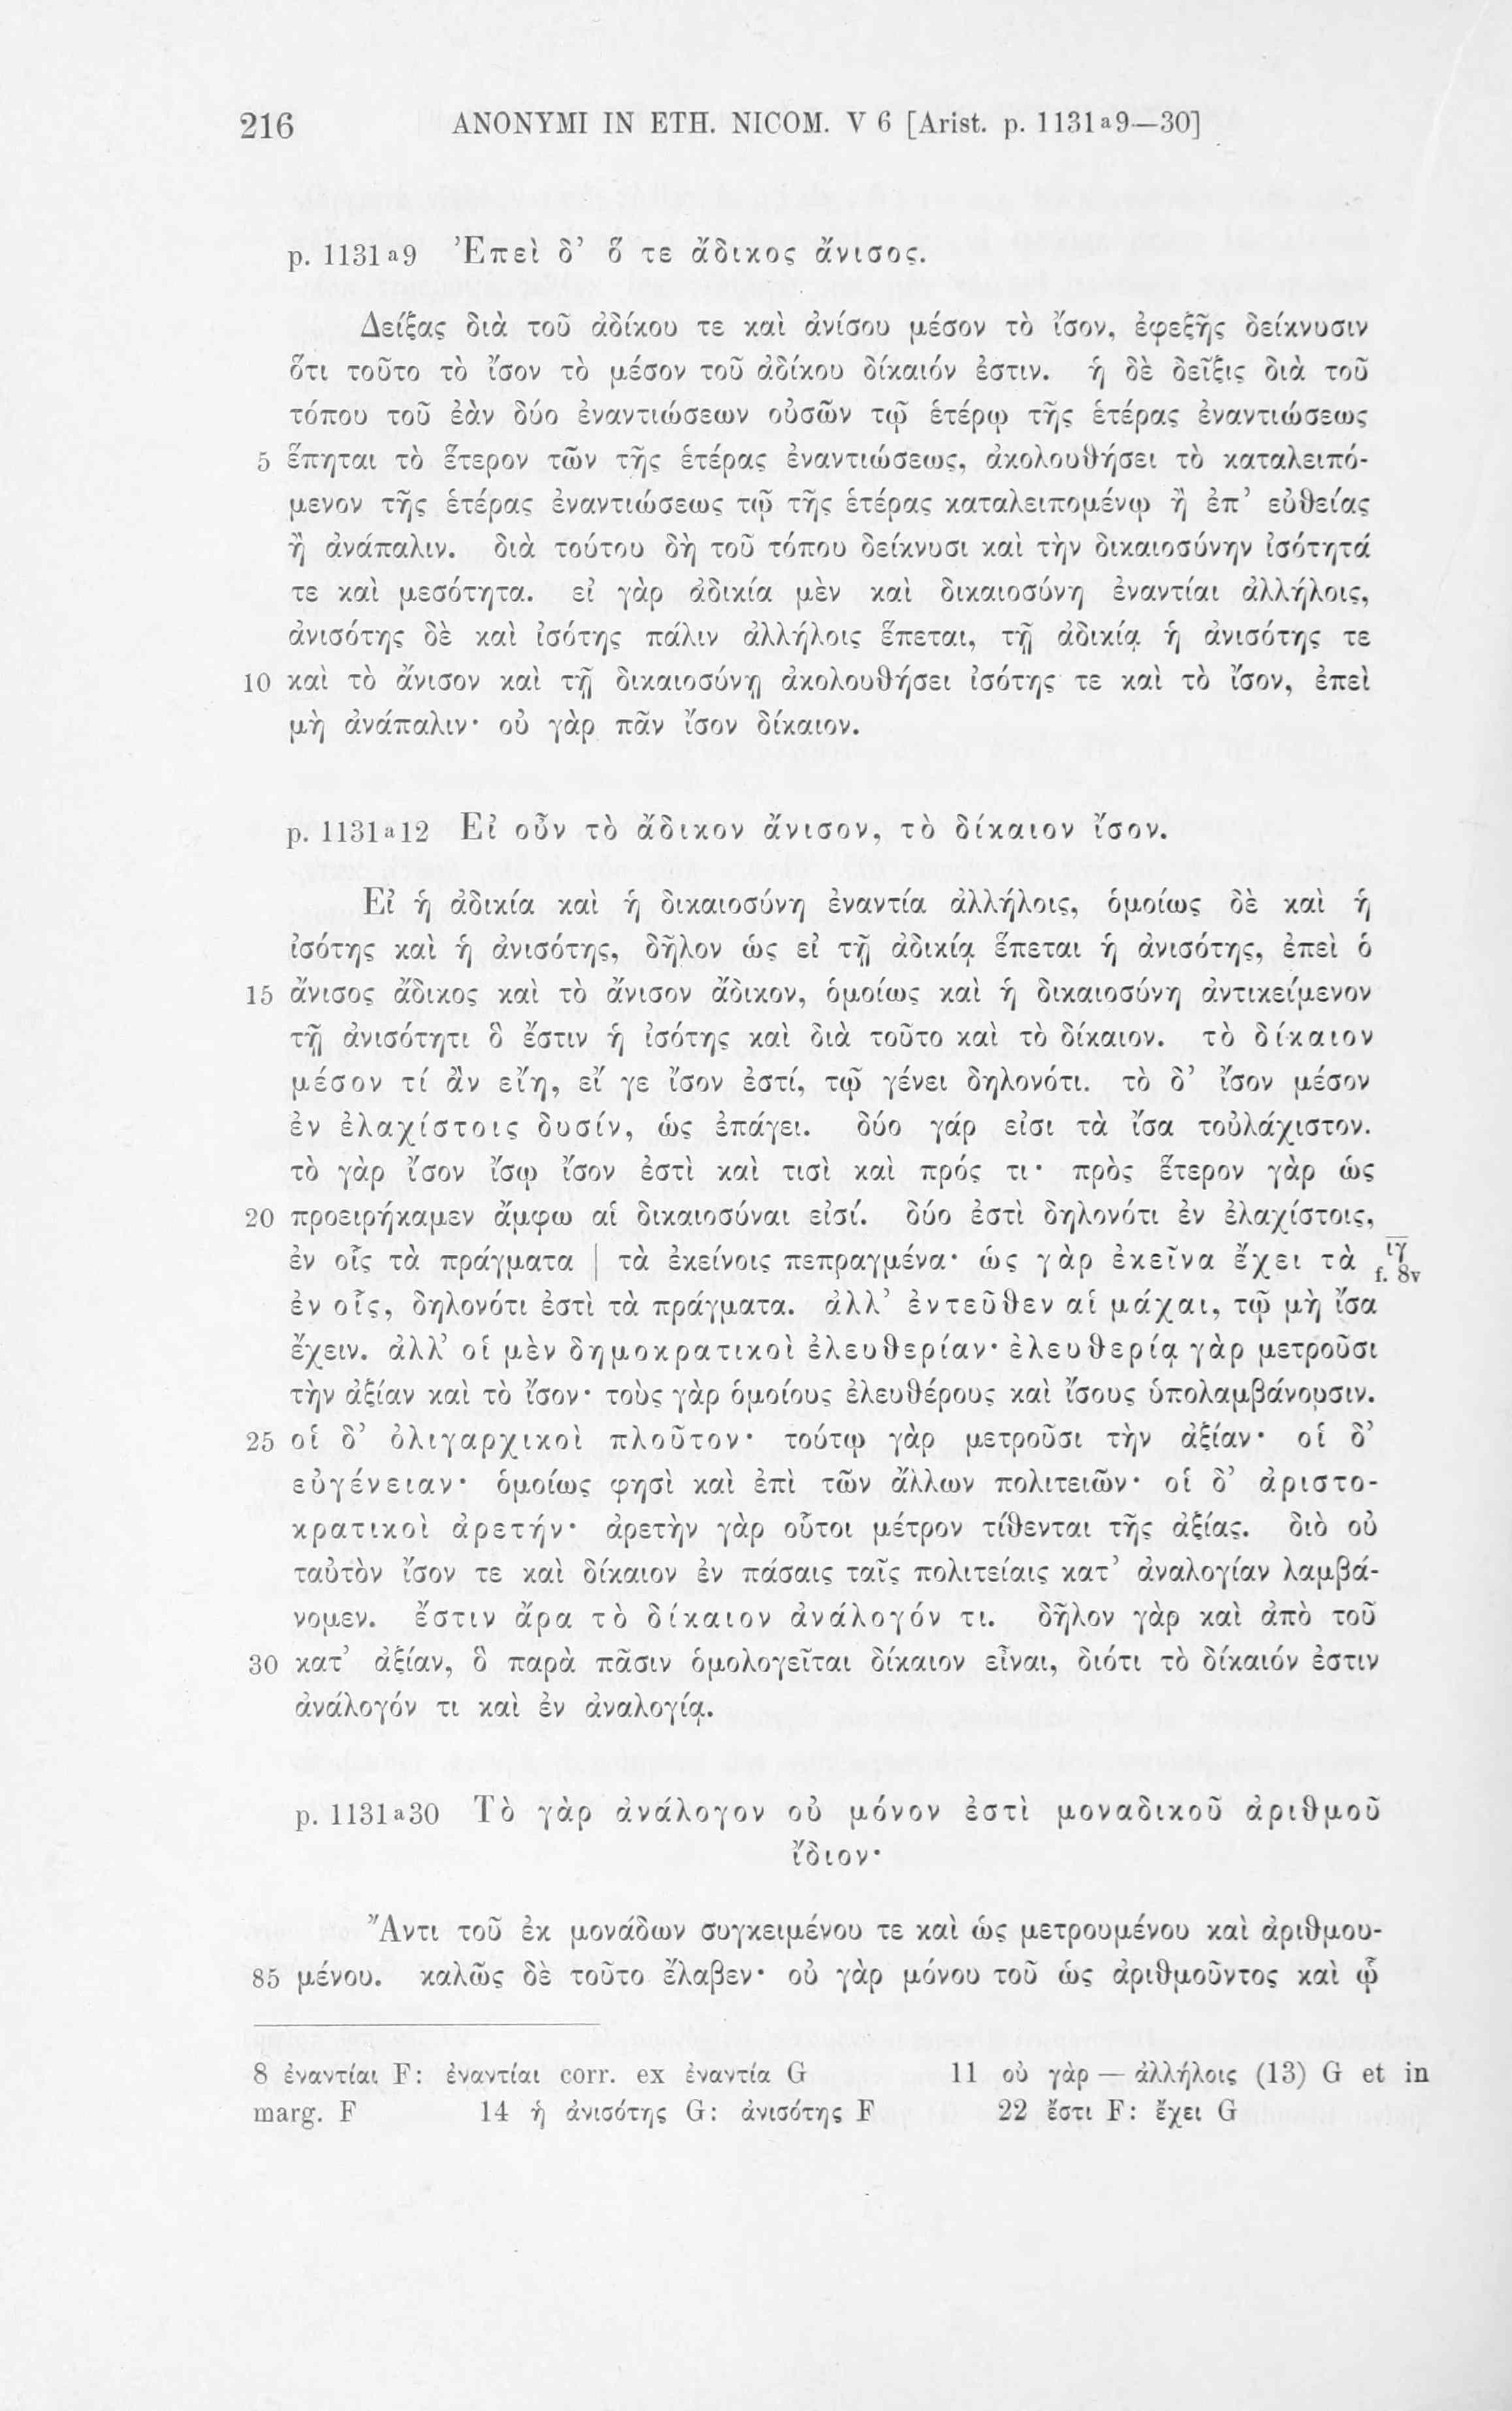 216 ANONYMI IN ETH. NICOM. V 6 [Arist. p. 1131ª9—30]
p. 1131ª9 Ἐπεὶ δ’ ὅ τε ἄδικος ἄνισος.
Δείξας διὰ τοῦ ἀδίκου τε καὶ ἀνίσου μέσον τὸ ἴσον, ἐφεξῆς δείκνυσιν
ὅτι τοῦτο τὸ ἴσον τὸ μέσον τοῦ ἀδίκου δίκαιόν ἐστιν. ἡ δὲ δεῖξις διὰ τοῦ
τόπου τοῦ ἐὰν δύο ἐναντιώσεων οὐσῶν τῷ ἑτέρῳ τῆς ἑτέρας ἐναντιώσεως
5 ἕπηται τὸ ἕτερον τῶν τῆς ἑτέρας ἐναντιώσεως, ἀκολουθήσει τὸ καταλειπό-
μενον τῆς ἑτέρας ἐναντιώσεως τῷ τῆς ἑτέρας καταλειπομένῳ ἢ ἐπ’ εὐθείας
ἢ ἀνάπαλιν. διὰ τούτου δὴ τοῦ τόπου δείκνυσι καὶ τὴν δικαιοσύνην ἰσότητά
τε καὶ μεσότητα. εἰ γὰρ ἀδικία μὲν καὶ δικαιοσύνη ἐναντίαι ἀλλήλοις,
ἀνισότης δὲ καὶ ἰσότης πάλιν ἀλλήλοις ἕπεται, τῇ ἀδικίᾳ ἡ ἀνισότης τε
10 καὶ τὸ ἄνισον καὶ τῇ δικαιοσύνῃ ἀκολουθήσει ἰσότης τε καὶ τὸ ἴσον, ἐπεὶ
μὴ ἀνάπαλιν· οὐ γὰρ πᾶν ἴσον δίκαιον.
p. 1131ª12 Εἰ οὖν τὸ ἄδικον ἄνισον, τὸ δίκαιον ἴσον.
Εἰ ἡ ἀδικία καὶ ἡ δικαιοσύνη ἐναντία ἀλλήλοις, ὁμοίως δὲ καὶ ἡ
ἰσότης καὶ ἡ ἀνισότης, δῆλον ὡς εἰ τῇ ἀδικίᾳ ἕπεται ἡ ἀνισότης, ἐπεὶ ὁ
15 ἄνισος ἄδικος καὶ τὸ ἄνισον ἄδικον, ὁμοίως καὶ ἡ δικαιοσύνη ἀντικείμενον
τῇ ἀνισότητι ὅ ἔστιν ἡ ἰσότης καὶ διὰ τοῦτο καὶ τὸ δίκαιον. τὸ δίκαιον
μέσον τί ἂν εἴη, εἴ γε ἴσον ἐστί, τῷ γένει δηλονότι. τὸ δ’ ἴσον μέσον
ἐν ἐλαχίστοις δυσίν, ὡς ἐπάγει. δύο γάρ εἰσι τὰ ἴσα τοὐλάχιστον.
τὸ γὰρ ἴσον ἴσῳ ἴσον ἐστὶ καὶ τισὶ καὶ πρός τι· πρὸς ἕτερον γὰρ ὡς
20 προειρήκαμεν ἄμφω αἱ δικαιοσύναι εἰσί. δύο ἐστὶ δηλονότι ἐν ἐλαχίστοις,
ἐν οἷς τὰ πράγματα | τὰ ἐκείνοις πεπραγμένα· ὡς γὰρ ἐκεῖνα ἔχει τὰ ιγ f. 8v
ἐν οἷς, δηλονότι ἐστὶ τὰ πράγματα. ἀλλ’ ἐντεῦθεν αἱ μάχαι, τῷ μὴ ἴσα
ἔχειν. ἀλλ’ οἱ μὲν δημοκρατικοὶ ἐλευθερίαν· ἐλευθερίᾳ γὰρ μετροῦσι
τὴν ἀξίαν καὶ τὸ ἴσον· τοὺς γὰρ ὁμοίους ἐλευθέρους καὶ ἴσους ὑπολαμβάνουσιν.
25 οἱ δ’ ὀλιγαρχικοὶ πλοῦτον· τούτῳ γὰρ μετροῦσι τὴν ἀξίαν· οἱ δ’
εὐγένειαν· ὁμοίως φησὶ καὶ ἐπὶ τῶν ἄλλων πολιτειῶν· οἱ δ’ ἀριστο-
κρατικοὶ ἀρετήν· ἀρετὴν γὰρ οὗτοι μέτρον τίθενται τῆς ἀξίας. διὸ οὐ
ταὐτὸν ἴσον τε καὶ δίκαιον ἐν πάσαις ταῖς πολιτείαις κατ’ ἀναλογίαν λαμβά-
νομεν. ἔστιν ἄρα τὸ δίκαιον ἀνάλογόν τι. δῆλον γὰρ καὶ ἀπὸ τοῦ
30 κατ’ ἀξίαν, ὃ παρὰ πᾶσιν ὁμολογεῖται δίκαιον εἶναι, διότι τὸ δίκαιόν ἐστιν
ἀνάλογόν τι καὶ ἐν ἀναλογίᾳ.
p. 1131ª30 Τὸ γὰρ ἀνάλογον οὐ μόνον ἐστὶ μοναδικοῦ ἀριθμοῦ
ἴδιον·
Ἄντι τοῦ ἐκ μονάδων συγκειμένου τε καὶ ὡς μετρουμένου καὶ ἀριθμου-
85 μένου. καλῶς δὲ τοῦτο ἔλαβεν· οὐ γὰρ μόνου τοῦ ὡς ἀριθμοῦντος καὶ ᾧ
8 ἐναντίαι F: ἐναντίαι corr. ex ἐναντία G 11 οὐ γὰρ — ἀλλήλοις (13) G et in
marg. F 14 ἡ ἀνισότης G: ἀνισότης F 22 ἔστι F: ἔχει G